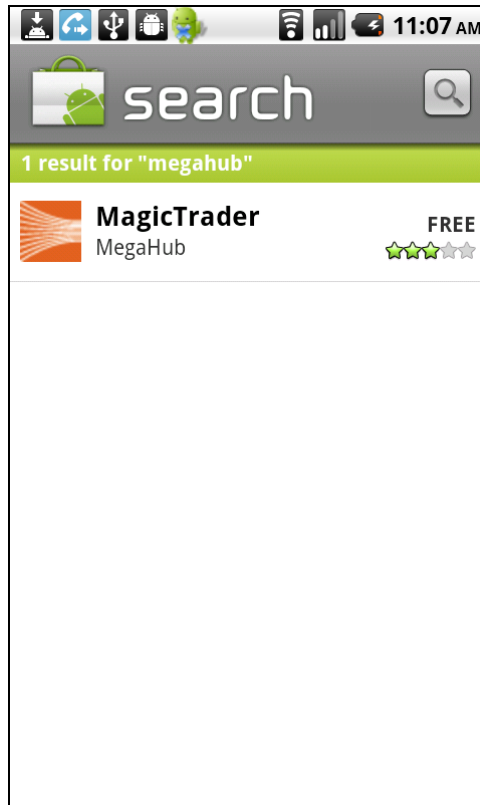 11:07 AM
search
1 result for "megahub"
MagicTrader
FREE
MegaHub